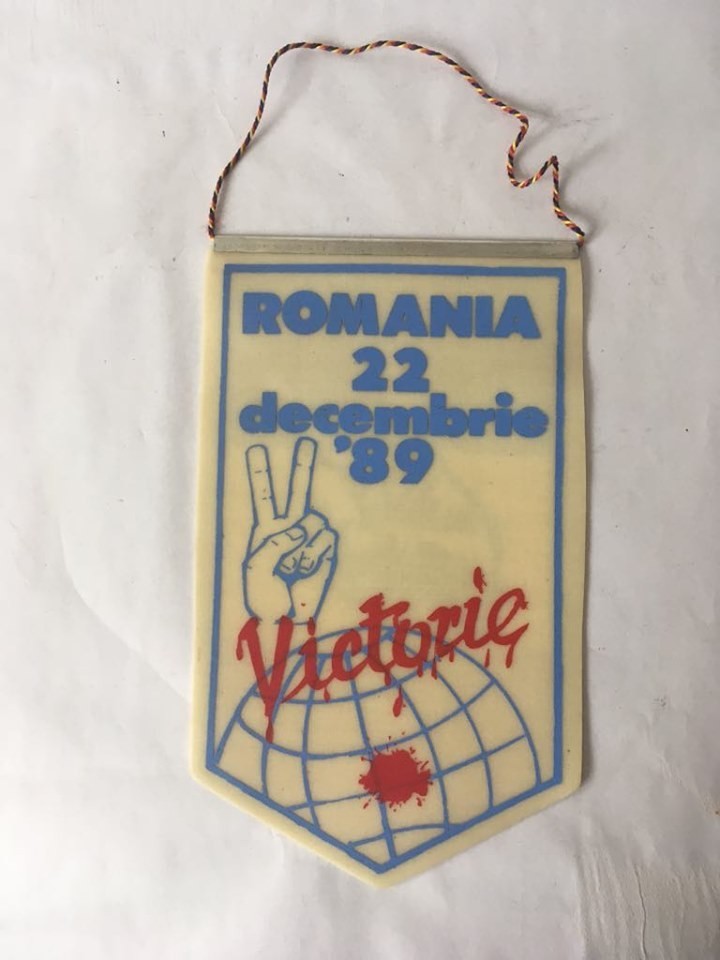 ROMANIA
22
decembrie
'89
Victorie